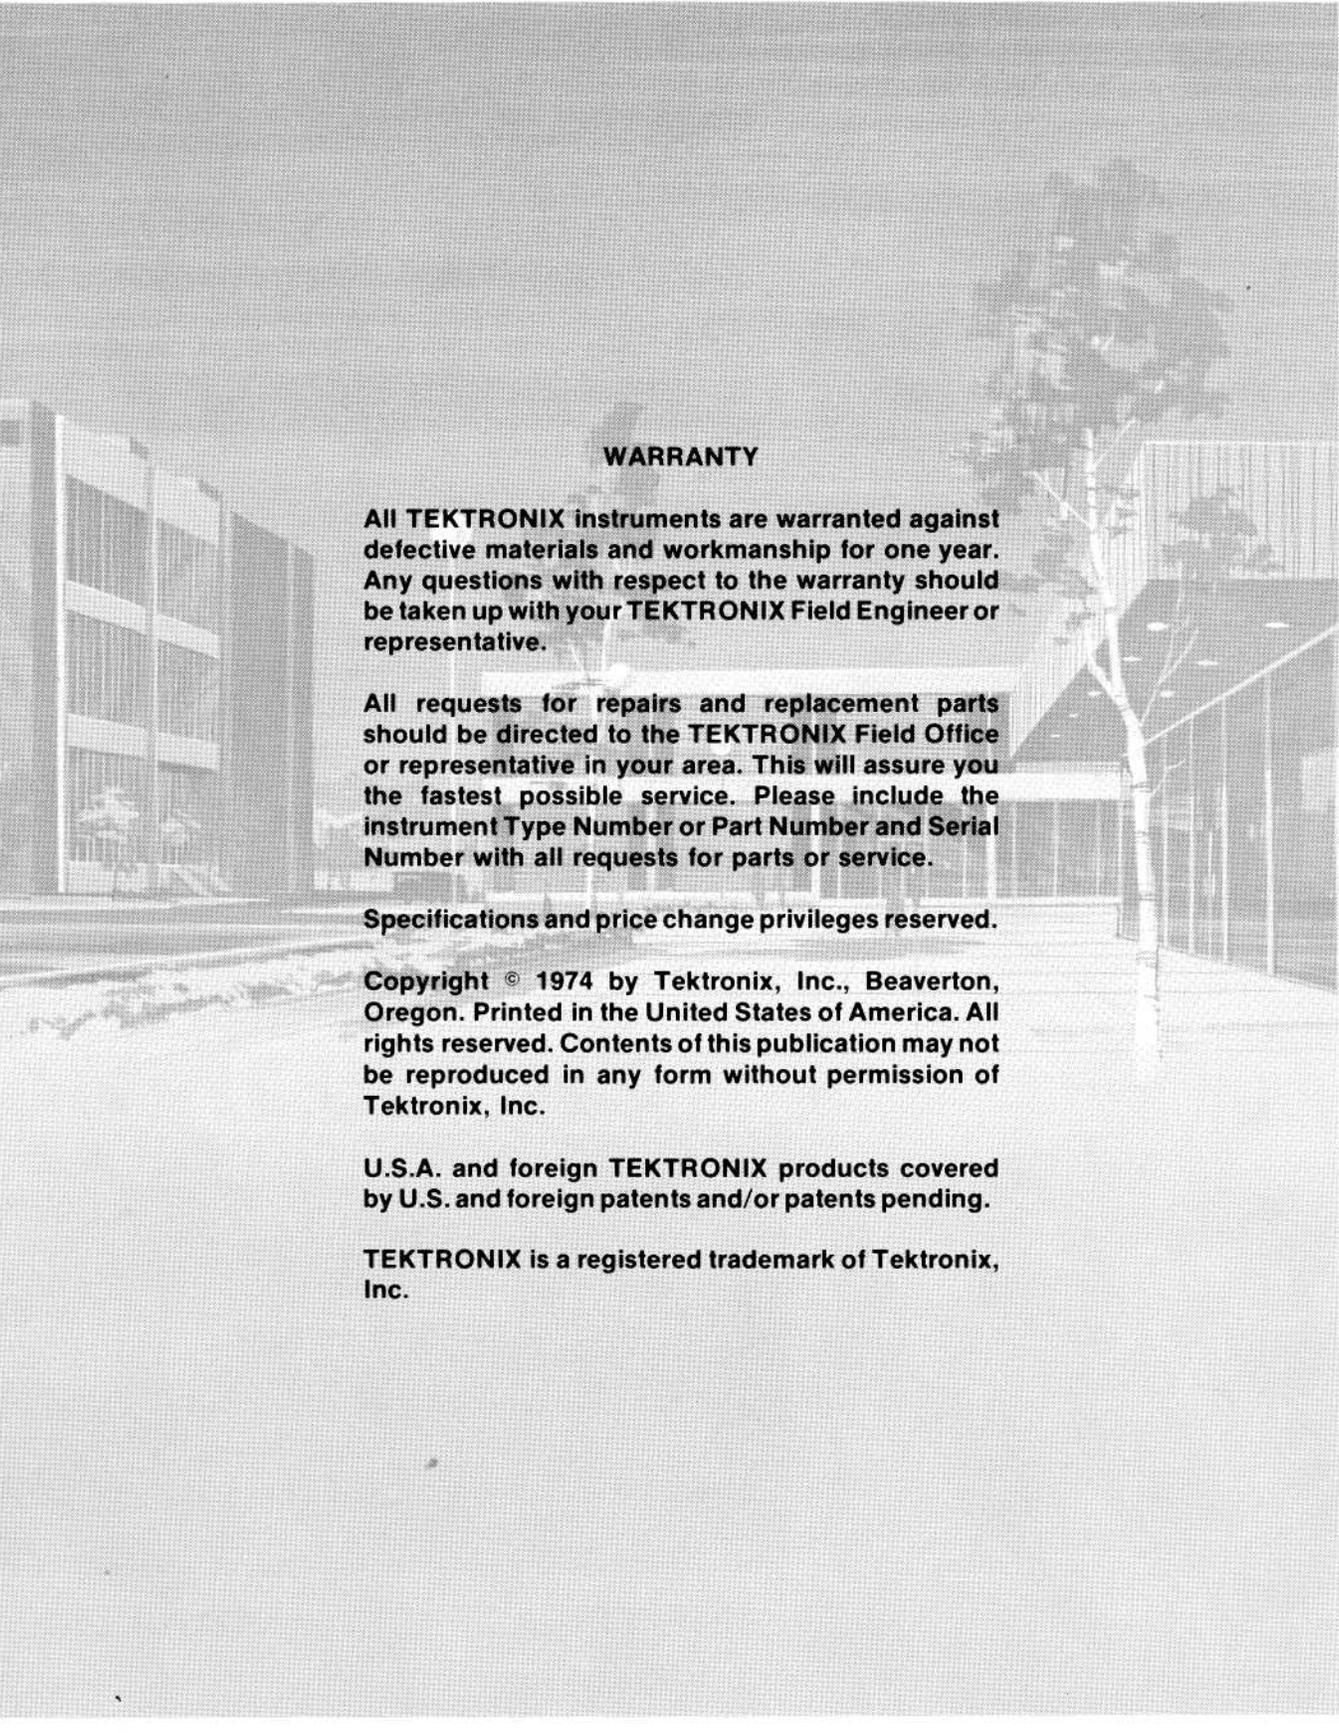 WARRANTY
All TEKTRONIX instruments are warranted against
defective materials and workmanship for one year.
Any questions with respect to the warranty should
be taken up with your TEKTRONIX Field Engineer or
representative.
All requests for repairs and replacement parts
should be directed to the TEKTRONIX Field Office
or representative in your area. This will assure you
the fastest possible service. Please include the
instrument Type Number or Part Number and Serial
Number with all requests for parts or service.
Specifications and price change privileges reserved.
Copyright © 1974 by Tektronix, Inc., Beaverton,
Oregon. Printed in the United States of America. All
rights reserved. Contents of this publication may not
be reproduced in any form without permission of
Tektronix, Inc.
U.S.A. and foreign TEKTRONIX products covered
by U.S. and foreign patents and/or patents pending.
TEKTRONIX is a registered trademark of Tektronix,
Inc.